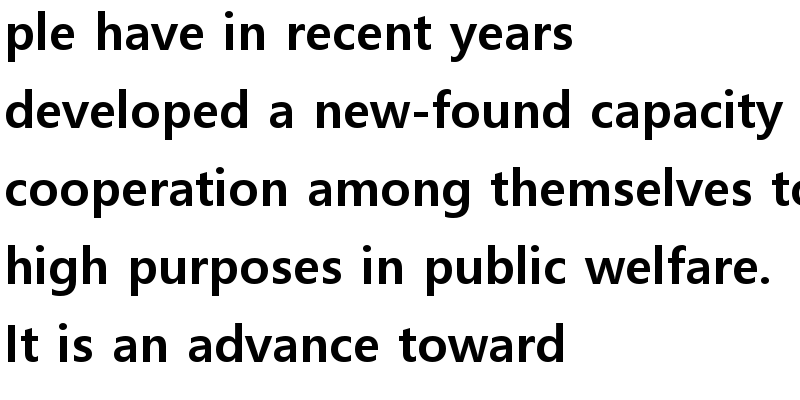 ple have in recent years
developed a new-found capacity
cooperation among themselves to
high purposes in public welfare.
It is an advance toward